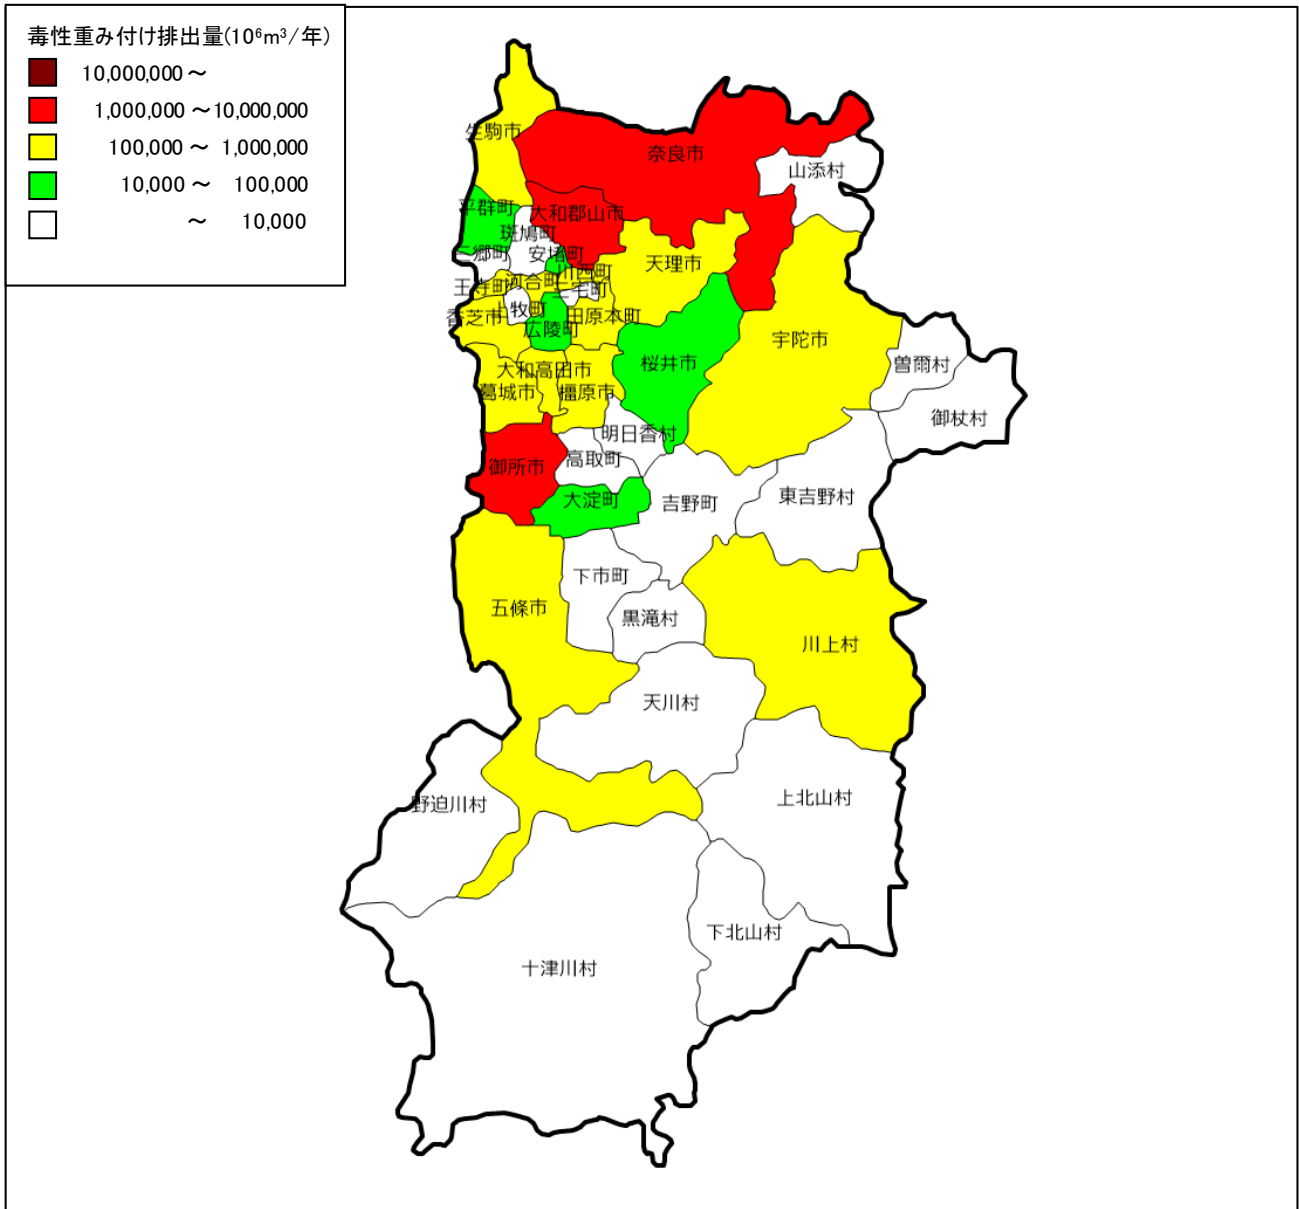 毒性重み付け排出量(10⁶m³/年)
10,000,000～
1,000,000～10,000,000
100,000～ 1,000,000
10,000～ 100,000
～ 10,000
生駒市
奈良市
山添村
平群町
大和郡山市
斑鳩町
三郷町
安堵町
天理市
川西町
河合町
王寺町
三宅町
上牧町
香芝市
田原本町
広陵町
宇陀市
桜井市
曽爾村
大和高田市
葛城市
橿原市
御杖村
明日香村
高取町
御所市
大淀町
吉野町
東吉野村
下市町
五條市
黒滝村
川上村
天川村
上北山村
野迫川村
下北山村
十津川村